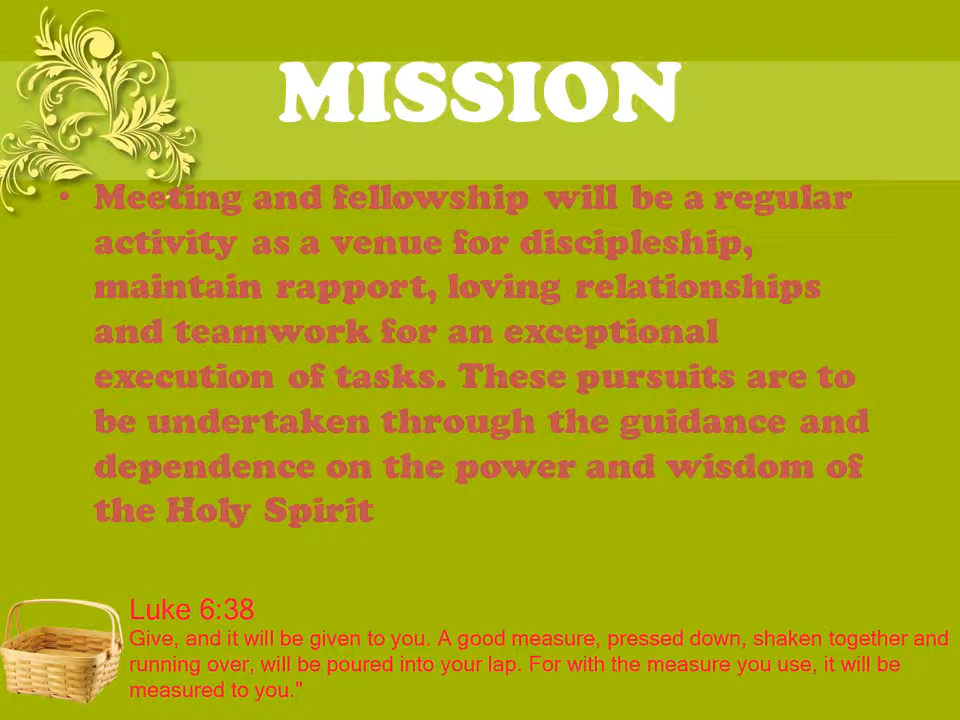 MISSION
• Meeting and fellowship will be a regular
activity as a venue for discipleship,
maintain rapport, loving relationships
and teamwork for an exceptional
execution of tasks. These pursuits are to
be undertaken through the guidance and
dependence on the power and wisdom of
the Holy Spirit
Luke 6:38
Give, and it will be given to you. A good measure, pressed down, shaken together and
running over, will be poured into your lap. For with the measure you use, it will be
measured to you."